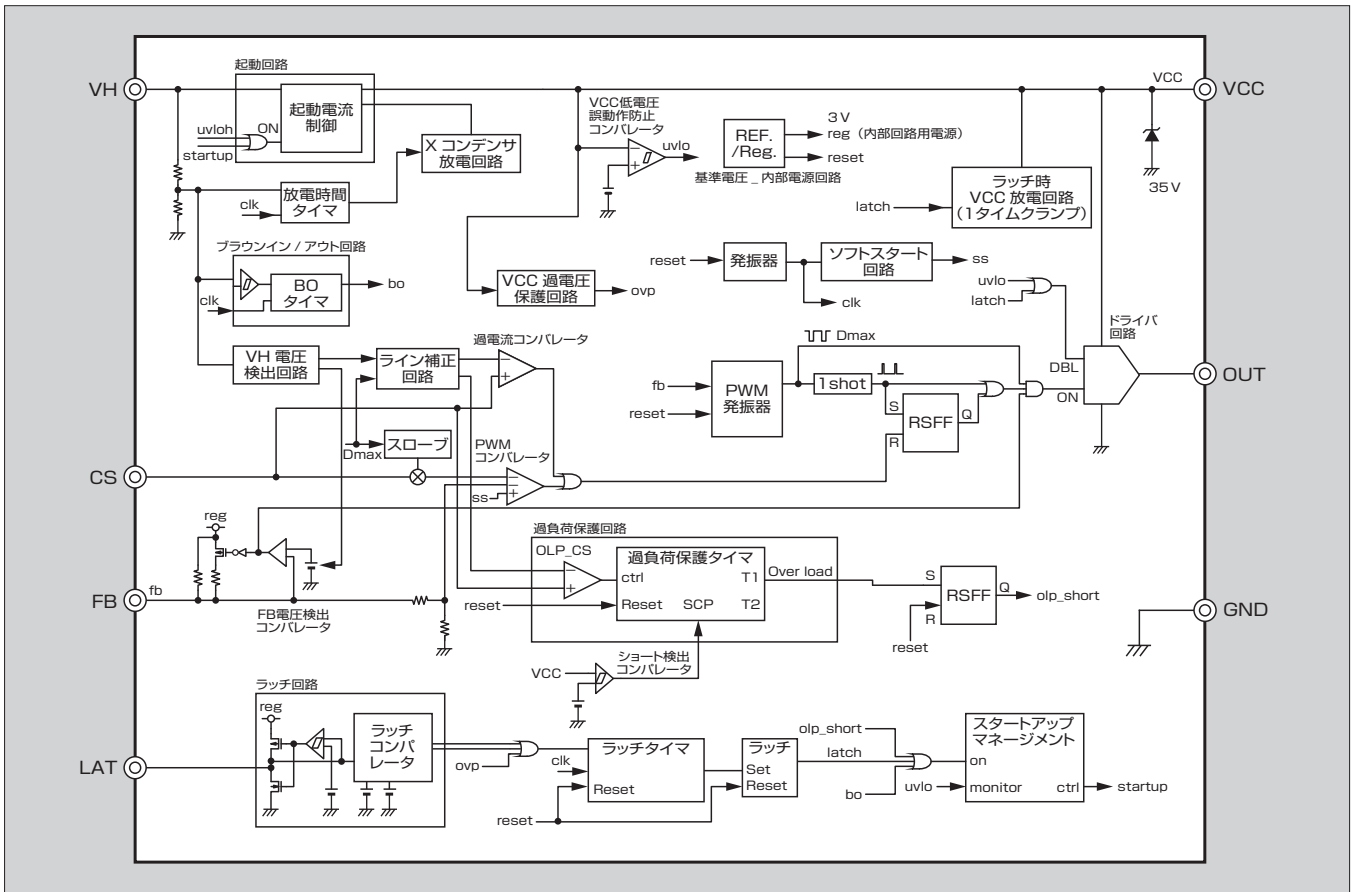 起動回路
VCC
VH
VCC
起動電流
制御
ON
uvloh
startup
VCC低電圧
誤動作防止
コンパレータ
uvlo
REF.
/Reg.
3V
reg（内部回路用電源）
reset
基準電圧_内部電源回路
X コンデンサ
放電回路
35V
放電時間
タイマ
clk
latch
ラッチ時
VCC 放電回路
（1タイムクランプ）
ブラウンイン / アウト回路
BO
タイマ
bo
clk
VCC 過電圧
保護回路
ovp
reset
発振器
ソフトスタート
回路
ss
clk
uvlo
latch
ドライバ
回路
過電流コンパレータ
Dmax
VH 電圧
検出回路
ライン補正
回路
−
+
DBL
OUT
fb
reset
PWM
発振器
1shot
ON
S
RSFF
Q
R
スロープ
Dmax
PWM
コンパレータ
CS
−
−
+
ss
reg
過負荷保護回路
OLP_CS
過負荷保護タイマ
−
+
ctrl
T1
Over load
Reset
SCP
T2
reset
S
RSFF
Q
olp_short
R
reset
FB
fb
FB電圧検出
コンパレータ
GND
VCC
ショート検出
コンパレータ
ラッチ回路
reg
ラッチ
コンパ
レータ
LAT
ovp
clk
ラッチタイマ
Reset
reset
ラッチ
Set
Reset
olp_short
latch
bo
スタートアップ
マネージメント
on
uvlo
monitor
ctrl
startup